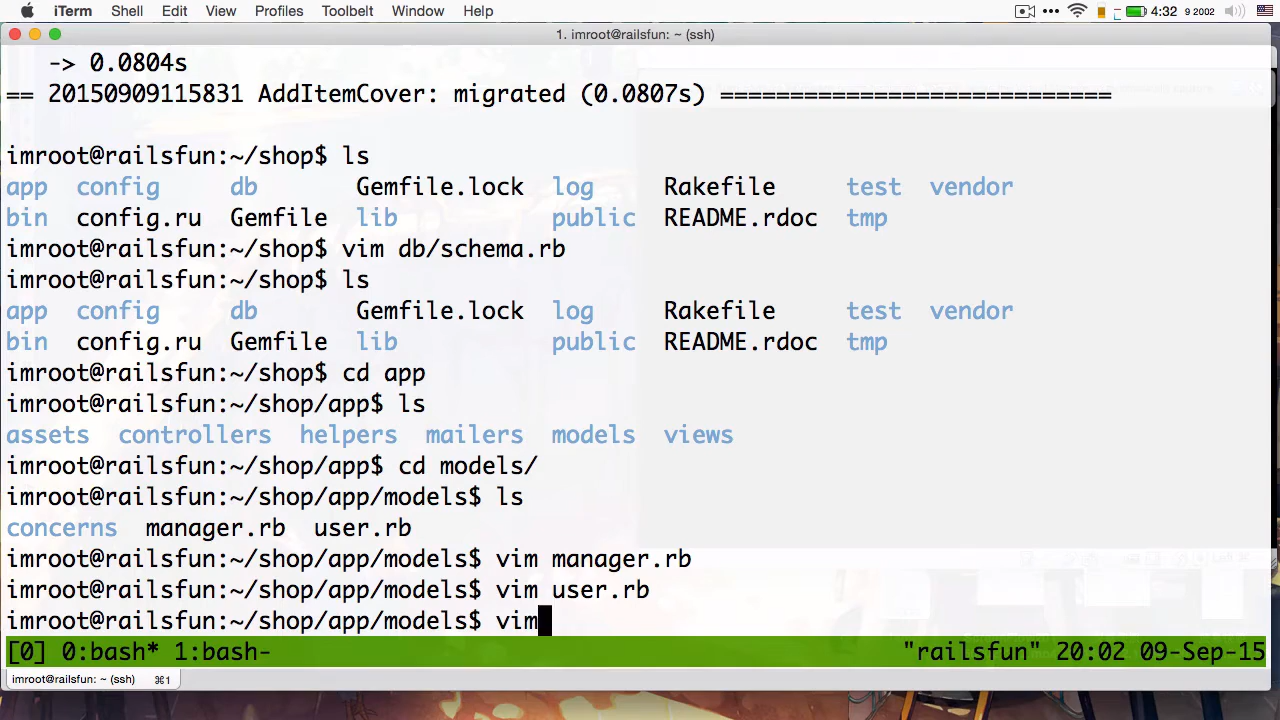 iTerm Shell Edit View Profiles Toolbelt Window Help 4:32 9 2002
1. imroot@railsfun: ~ (ssh)
-> 0.0804s
== 20150909115831 AddItemCover: migrated (0.0807s) ============================
imroot@railsfun:~/shop$ ls
app config db Gemfile.lock log Rakefile test vendor
bin config.ru Gemfile lib public README.rdoc tmp
imroot@railsfun:~/shop$ vim db/schema.rb
imroot@railsfun:~/shop$ ls
app config db Gemfile.lock log Rakefile test vendor
bin config.ru Gemfile lib public README.rdoc tmp
imroot@railsfun:~/shop$ cd app
imroot@railsfun:~/shop/app$ ls
assets controllers helpers mailers models views
imroot@railsfun:~/shop/app$ cd models/
imroot@railsfun:~/shop/app/models$ ls
concerns manager.rb user.rb
imroot@railsfun:~/shop/app/models$ vim manager.rb
imroot@railsfun:~/shop/app/models$ vim user.rb
imroot@railsfun:~/shop/app/models$ vim
[0] 0:bash* 1:bash- "railsfun" 20:02 09-Sep-15
imroot@railsfun: ~ (ssh) ⌘1